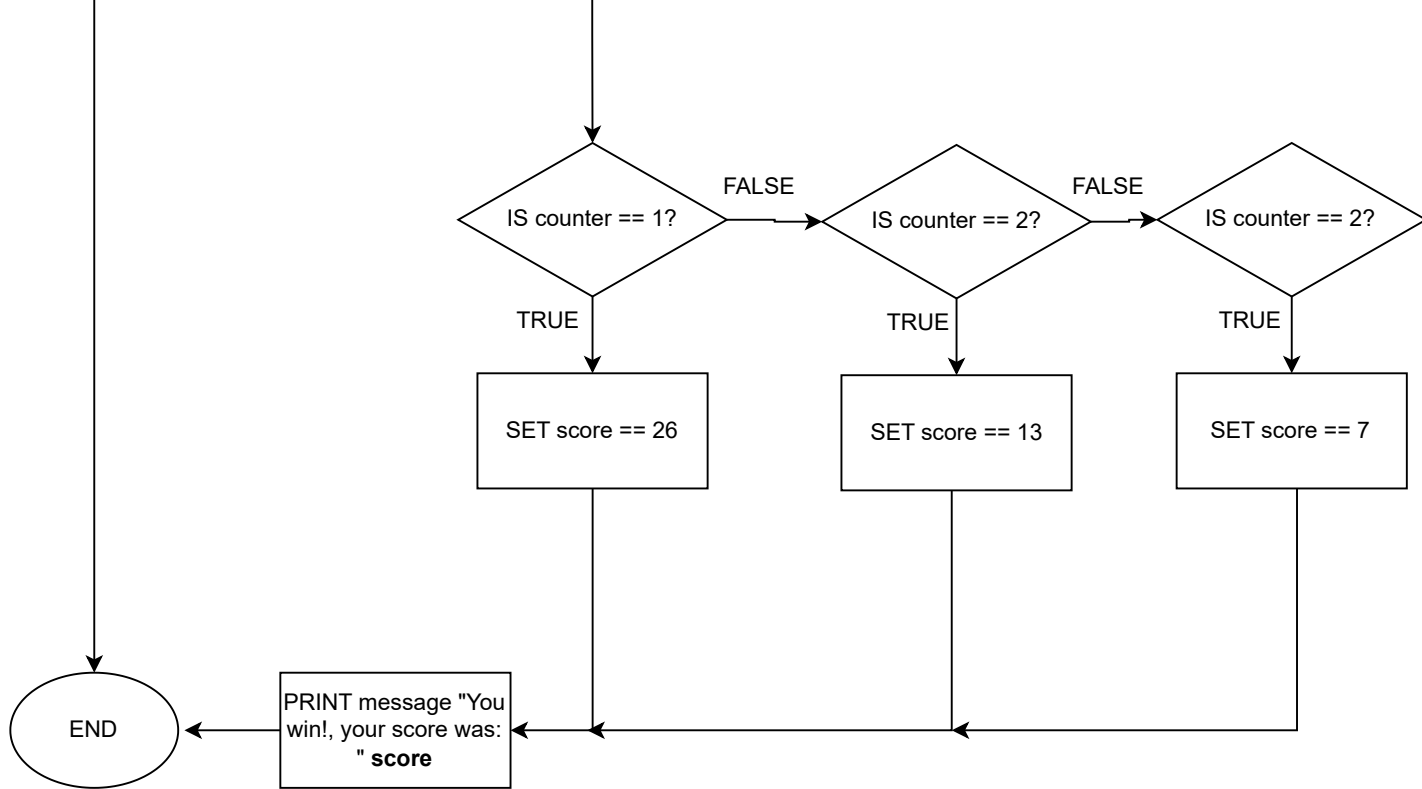 FALSE
FALSE
IS counter == 1?
IS counter == 2?
IS counter == 2?
TRUE
TRUE
TRUE
SET score == 26
SET score == 13
SET score == 7
END
PRINT message "You
win!, your score was:
" score